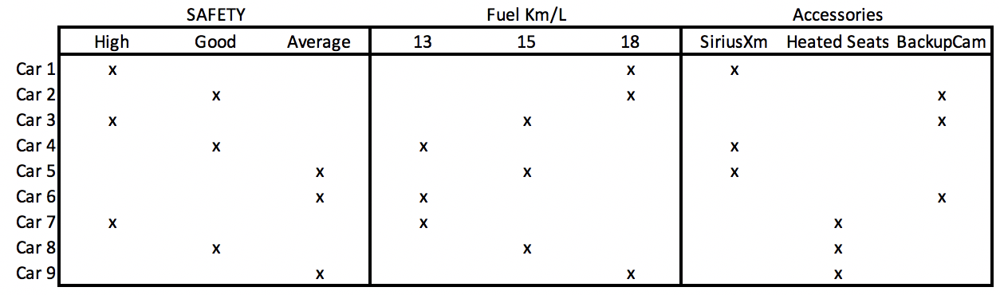 SAFETY Fuel Km/L Accessories
High Good Average 13 15 18 SiriusXm Heated Seats BackupCam
Car 1 x x x
Car 2 x x x
Car 3 x x x
Car 4 x x x
Car 5 x x x
Car 6 x x x
Car 7 x x x
Car 8 x x x
Car 9 x x x